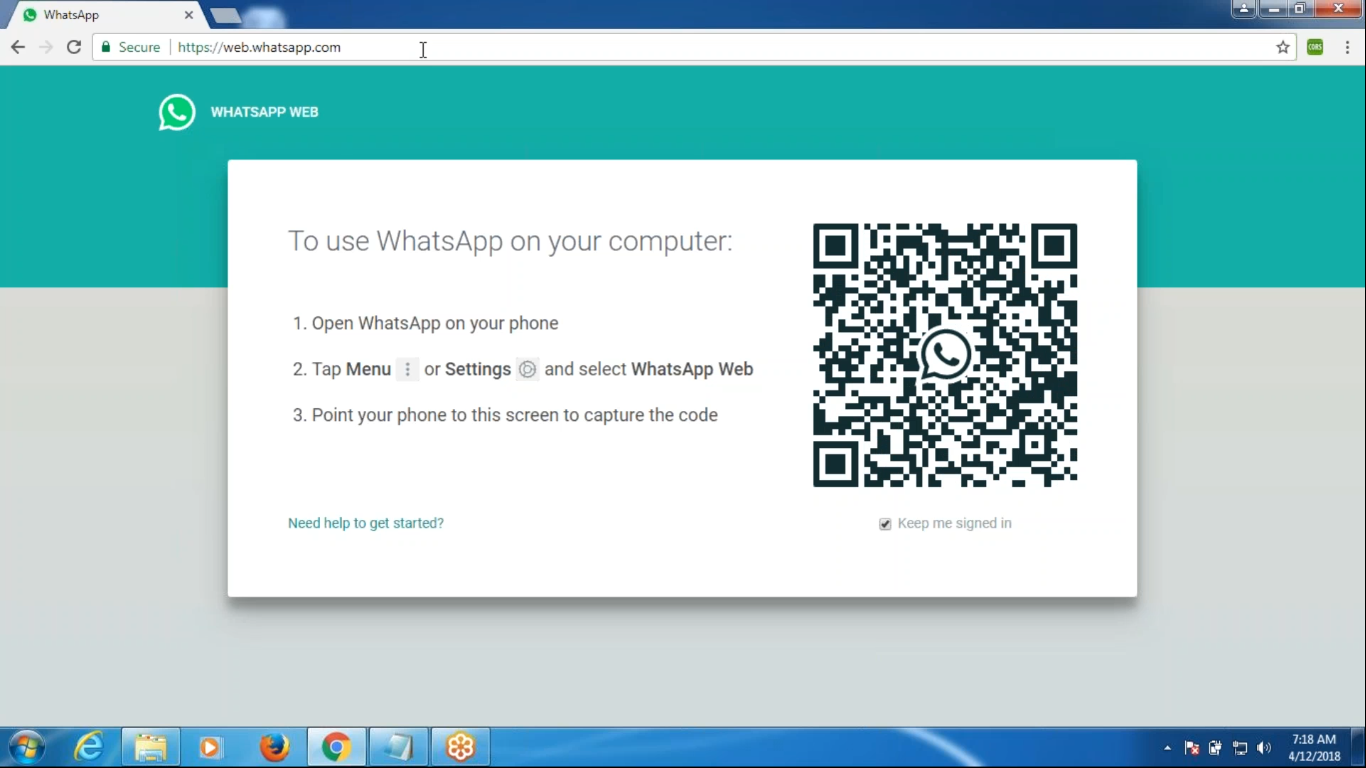 WhatsApp
Secure
https://web.whatsapp.com
CORS
WHATSAPP WEB
To use WhatsApp on your computer:
1. Open WhatsApp on your phone
2. Tap Menu or Settings and select WhatsApp Web
3. Point your phone to this screen to capture the code
Need help to get started?
Keep me signed in
7:18 AM
4/12/2018